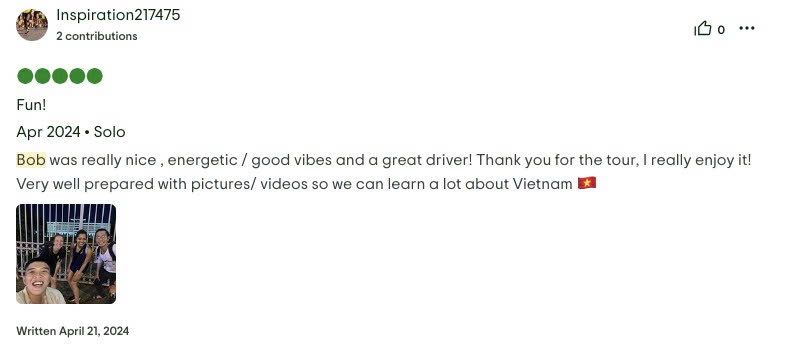 Inspiration217475
2 contributions
0
Fun!
Apr 2024 • Solo
Bob was really nice , energetic / good vibes and a great driver! Thank you for the tour, I really enjoy it!
Very well prepared with pictures/ videos so we can learn a lot about Vietnam 🇻🇳
Written April 21, 2024